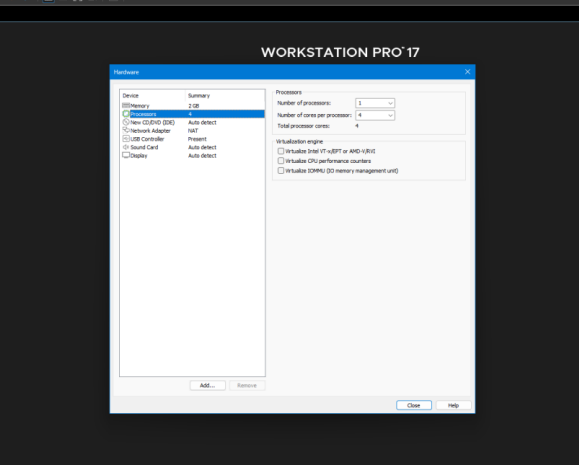 WORKSTATION PRO™ 17
Hardware
Device Summary
Memory 2 GB
Processors 4
New CD/DVD (IDE) Auto detect
Network Adapter NAT
USB Controller Present
Sound Card Auto detect
Display Auto detect
Add...
Remove
Processors
Number of processors: 1
Number of cores per processor: 4
Total processor cores: 4
Virtualization engine
Virtualize Intel VT-x/EPT or AMD-V/RVI
Virtualize CPU performance counters
Virtualize IOMMU (IO memory management unit)
Close
Help